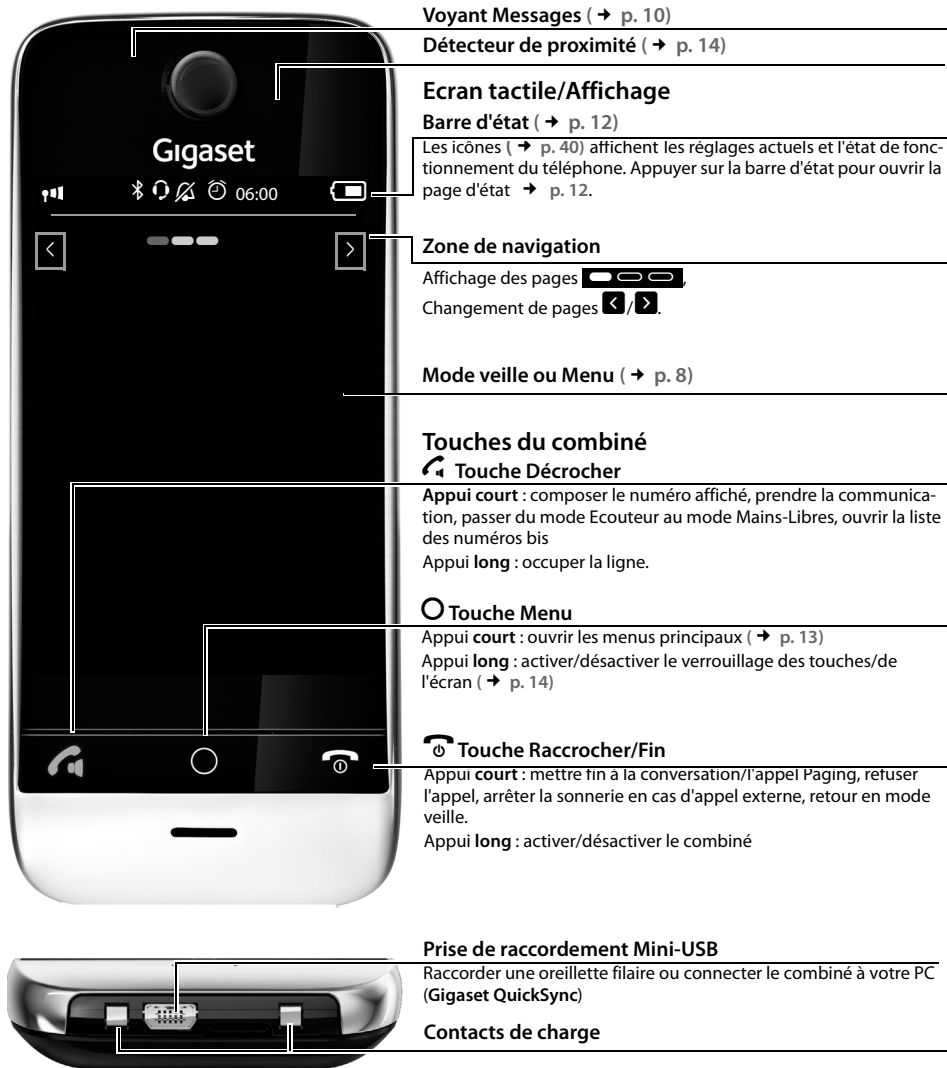 Voyant Messages ( ➜ p. 10)
Détecteur de proximité ( ➜ p. 14)
Ecran tactile/Affichage
Barre d'état ( ➜ p. 12)
Les icônes ( ➜ p. 40) affichent les réglages actuels et l'état de fonc-
tionnement du téléphone. Appuyer sur la barre d'état pour ouvrir la
page d'état ➜ p. 12.
Gigaset
06:00
Zone de navigation
Affichage des pages ,
Changement de pages < / >.
Mode veille ou Menu ( ➜ p. 8)
Touches du combiné
Touche Décrocher
Appui court : composer le numéro affiché, prendre la communica-
tion, passer du mode Ecouteur au mode Mains-Libres, ouvrir la liste
des numéros bis
Appui long : occuper la ligne.
Touche Menu
Appui court : ouvrir les menus principaux ( ➜ p. 13)
Appui long : activer/désactiver le verrouillage des touches/de
l'écran ( ➜ p. 14)
Touche Raccrocher/Fin
Appui court : mettre fin à la conversation/l'appel Paging, refuser
l'appel, arrêter la sonnerie en cas d'appel externe, retour en mode
veille.
Appui long : activer/désactiver le combiné
Prise de raccordement Mini-USB
Raccorder une oreillette filaire ou connecter le combiné à votre PC
(Gigaset QuickSync)
Contacts de charge